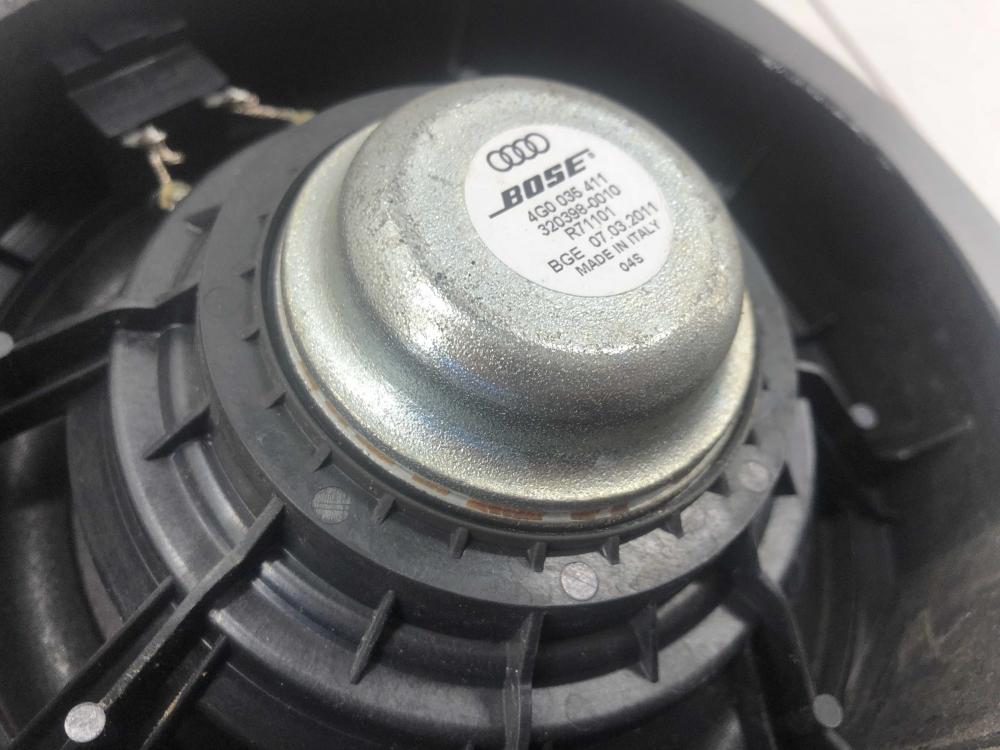 BOSE®
4G0 035 411
320398-0010
R71101
BGE 07.03.2011
MADE IN ITALY
04S